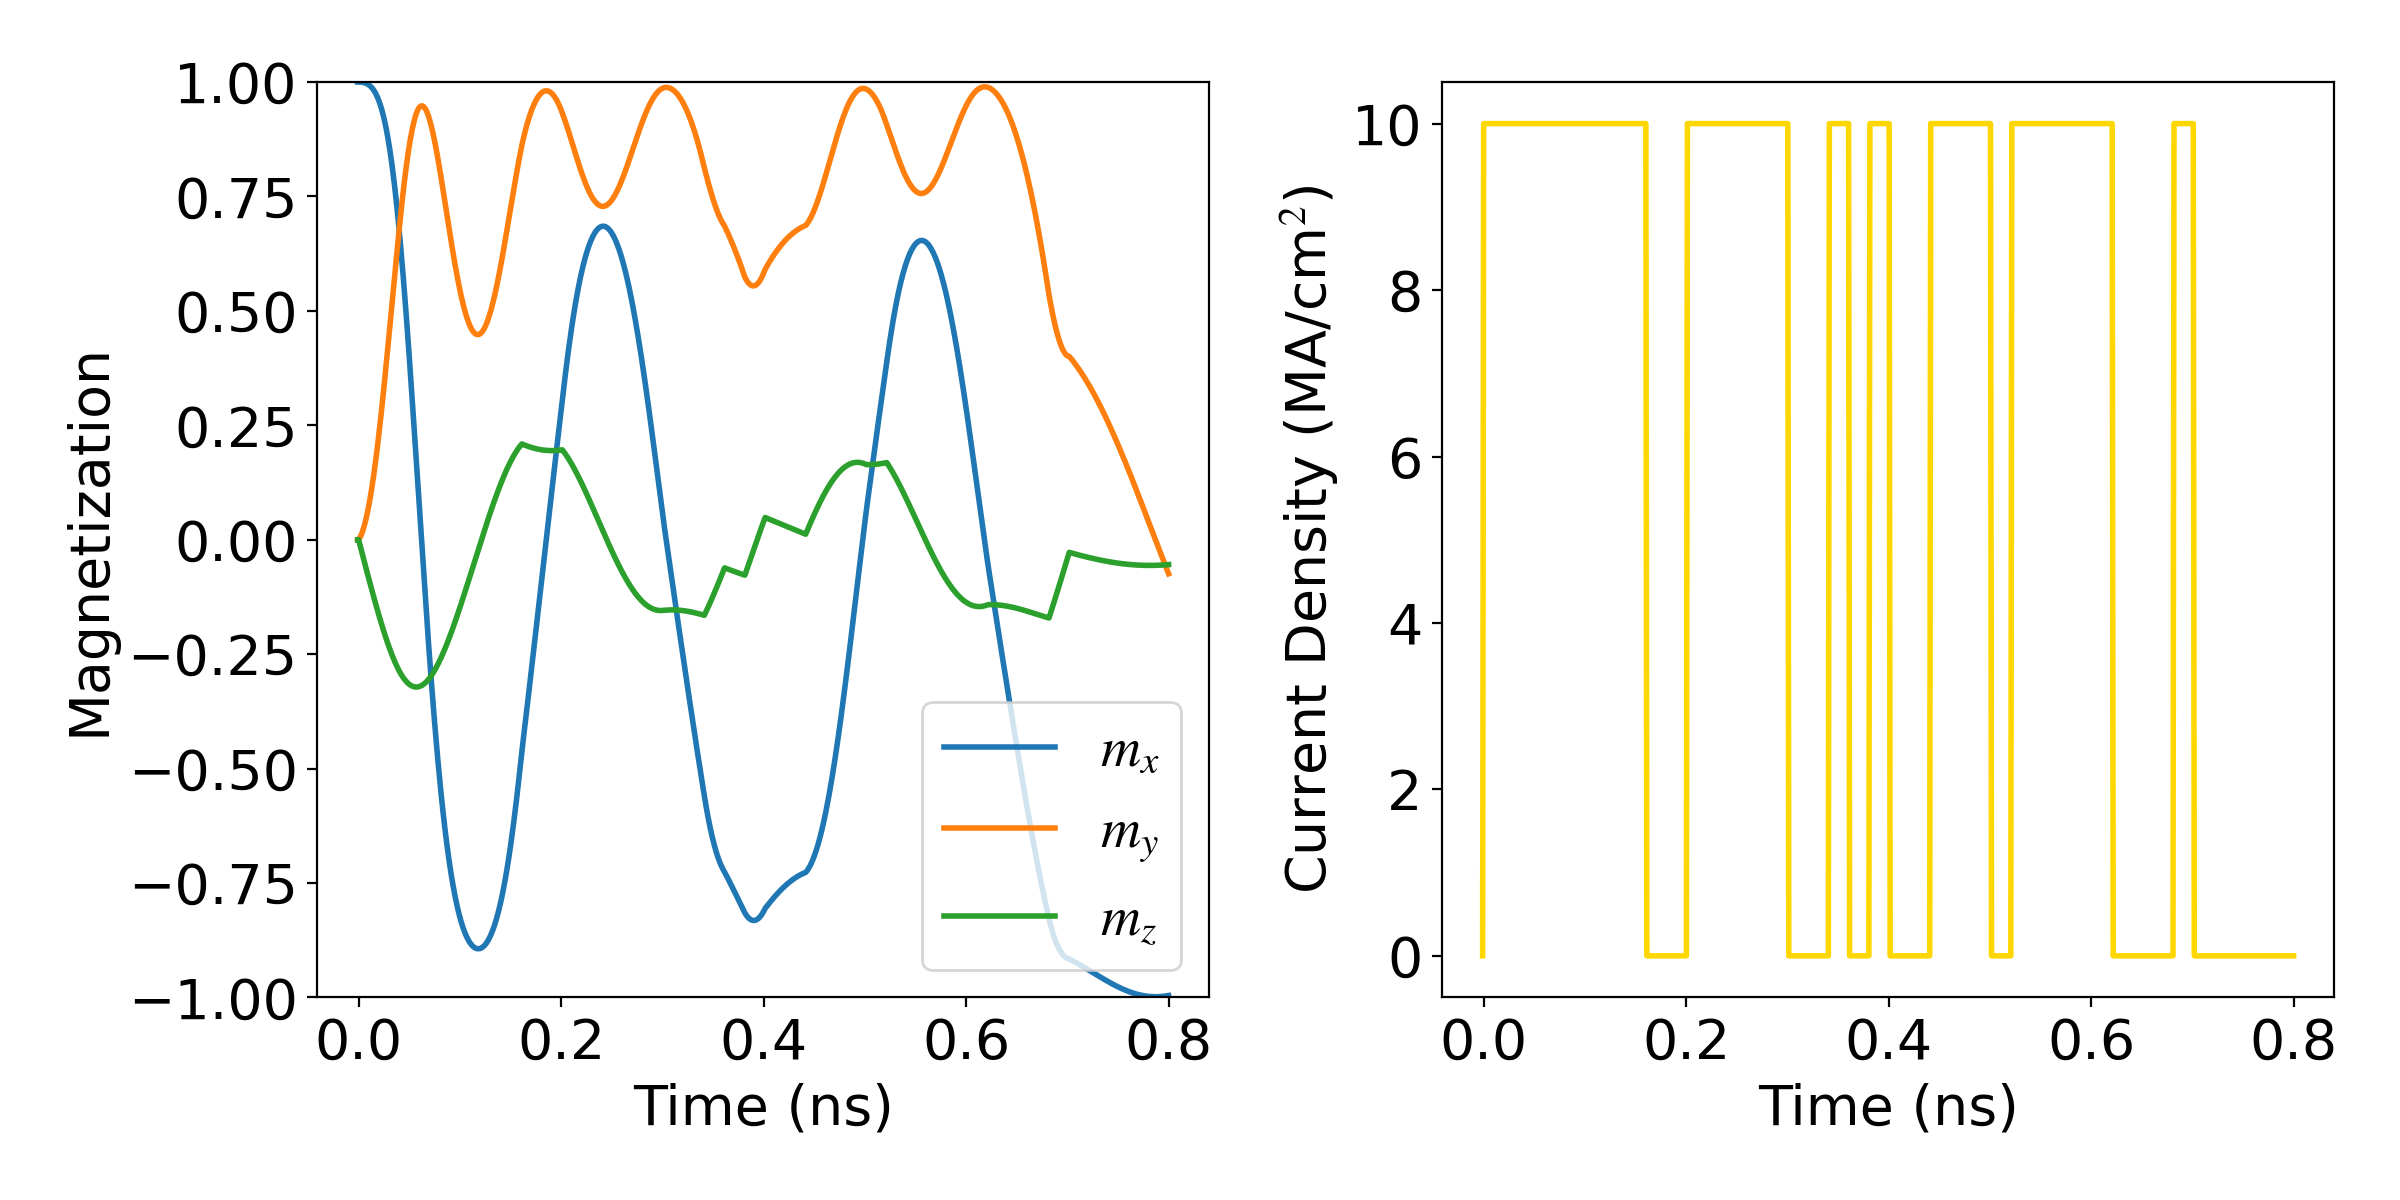 1.00
0.75
0.50
0.25
0.00
−0.25
−0.50
−0.75
−1.00
Magnetization
0.0 0.2 0.4 0.6 0.8
Time (ns)
m_x
m_y
m_z
10
8
6
4
2
0
Current Density (MA/cm²)
0.0 0.2 0.4 0.6 0.8
Time (ns)